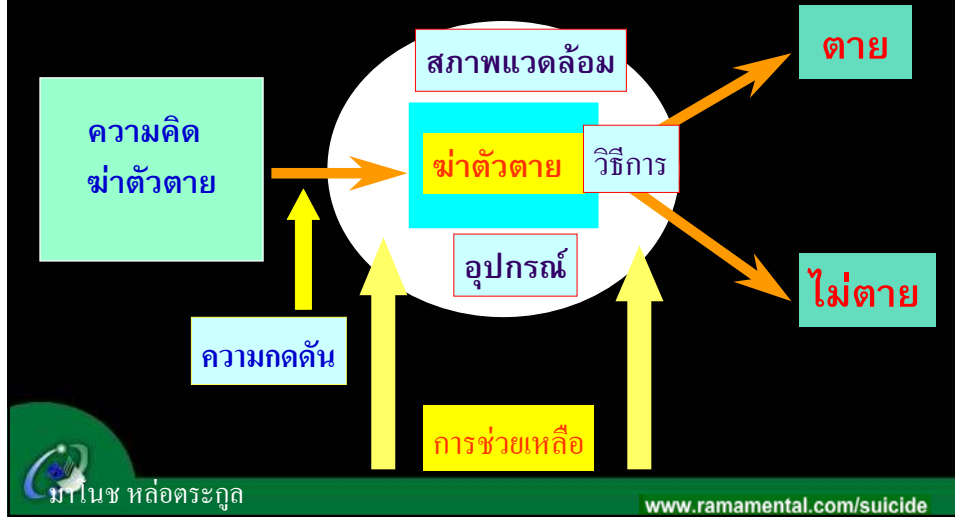 สภาพแวดล้อม
ตาย
ความคิด
ฆ่าตัวตาย
ฆ่าตัวตาย
วิธีการ
อุปกรณ์
ไม่ตาย
ความกดดัน
การช่วยเหลือ
มาโนช หล่อตระกูล
www.ramamental.com/suicide